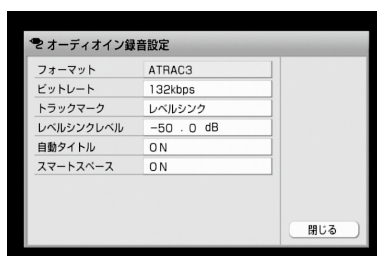 オーディオイン録音設定
フォーマット ATRAC3
ビットレート 132kbps
トラックマーク レベルシンク
レベルシンクレベル -50 . 0 dB
自動タイトル ON
スマートスペース ON
閉じる